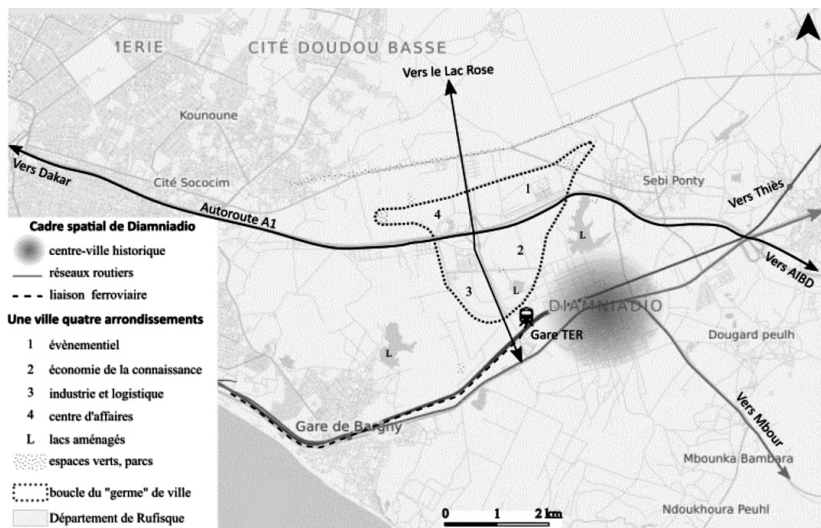 1ERIE
CITÉ DOUDOU BASSE
Vers le Lac Rose
Kounoune
Cité Sococim
Sebi Ponty
Vers Dakar
Autoroute A1
Vers Thiès
Vers AIBD
1
4
2
3
L
L
L
DIAMNIADIO
Gare TER
Dougard peulh
Gare de Bargny
Vers Mbour
Mbounka Bambara
Ndoukhoura Peuhl
Cadre spatial de Diamniadio
centre-ville historique
réseaux routiers
liaison ferroviaire
Une ville quatre arrondissements
1 évènementiel
2 économie de la connaissance
3 industrie et logistique
4 centre d'affaires
L lacs aménagés
espaces verts, parcs
boucle du "germe" de ville
Département de Rufisque
0 1 2 km